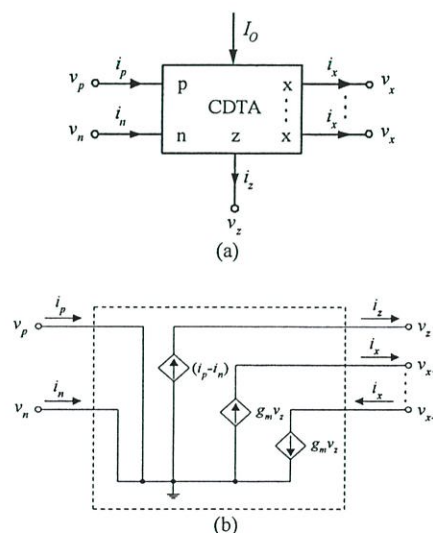 I_O
i_p i_x
v_p p x v_x
CDTA
i_n i_x
v_n n z x v_x
i_z
v_z
(a)
i_p i_z
v_p v_z
(i_p-i_n) i_x
v_x
i_n i_x
v_n g_m v_z v_x
g_m v_z
(b)